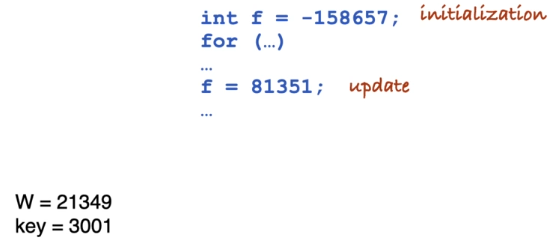 int f = -158657; initialization
for (…)
…
f = 81351; update
…
W = 21349
key = 3001